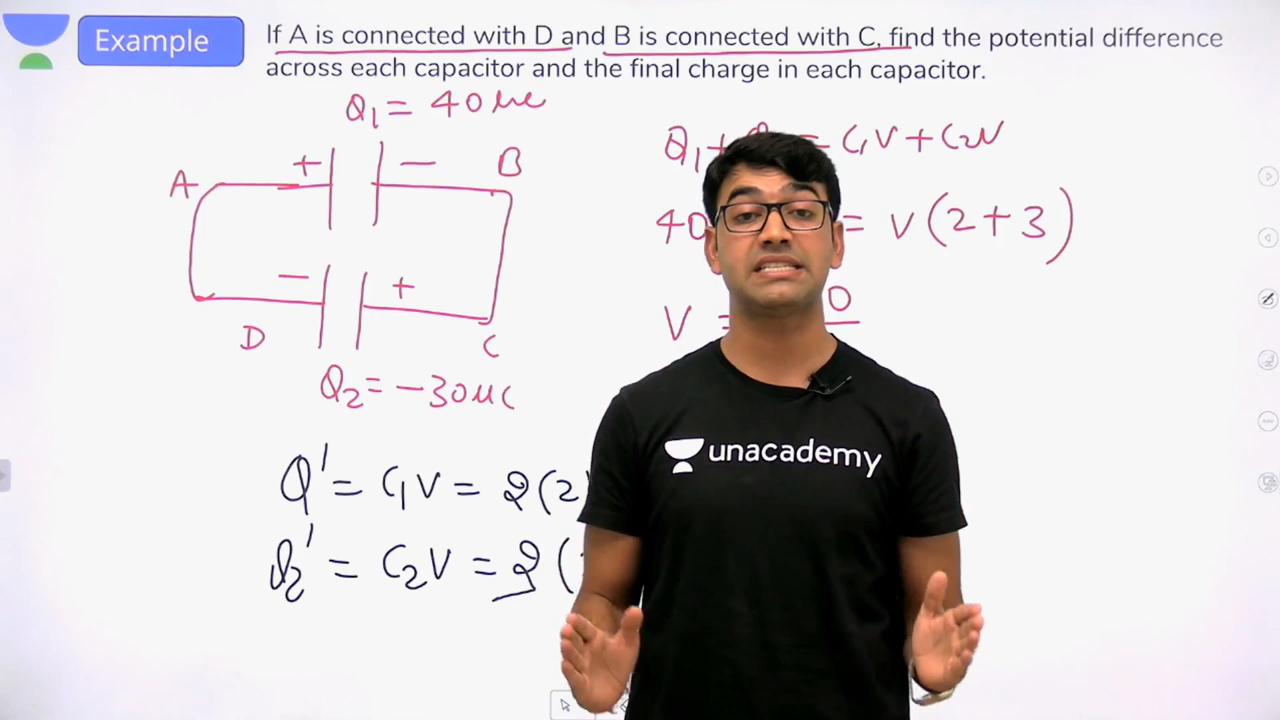 Example
If A is connected with D and B is connected with C, find the potential difference
across each capacitor and the final charge in each capacitor.
Q₁ = 40 μc
+ − B
A
− +
D C
Q₂ = −30 μC
Q₁ + = C₁V + C₂V
40 = V(2+3)
V = 0
Q' = C₁V = 2(2)
Q₂' = C₂V = 2(
unacademy